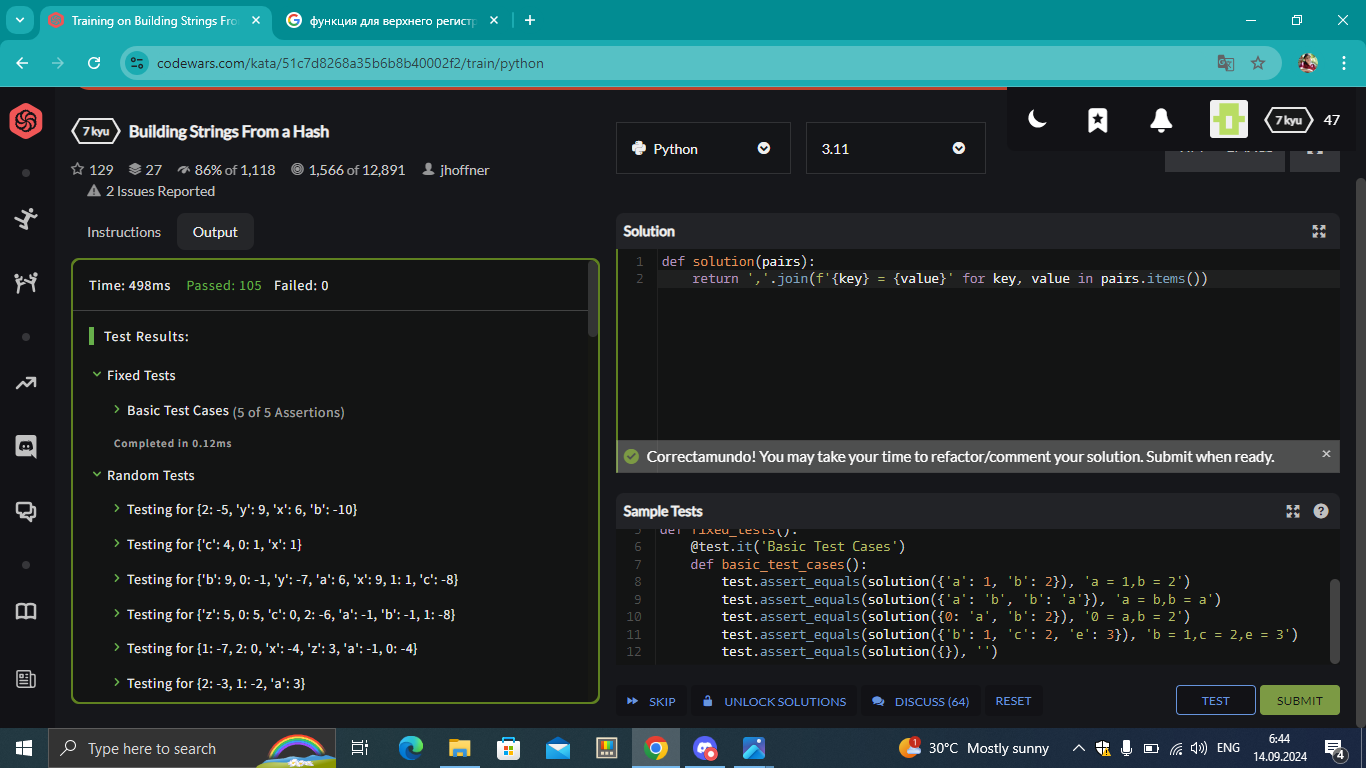 Training on Building Strings Fro
функция для верхнего регистр
codewars.com/kata/51c7d8268a35b6b8b40002f2/train/python
7 kyu
Building Strings From a Hash
129
27
86% of 1,118
1,566 of 12,891
jhoffner
2 Issues Reported
Python
3.11
7 kyu
47
Instructions
Output
Time: 498ms Passed: 105 Failed: 0
Test Results:
Fixed Tests
Basic Test Cases (5 of 5 Assertions)
Completed in 0.12ms
Random Tests
Testing for {2: -5, 'y': 9, 'x': 6, 'b': -10}
Testing for {'c': 4, 0: 1, 'x': 1}
Testing for {'b': 9, 0: -1, 'y': -7, 'a': 6, 'x': 9, 1: 1, 'c': -8}
Testing for {'z': 5, 0: 5, 'c': 0, 2: -6, 'a': -1, 'b': -1, 1: -8}
Testing for {1: -7, 2: 0, 'x': -4, 'z': 3, 'a': -1, 0: -4}
Testing for {2: -3, 1: -2, 'a': 3}
Solution
1 def solution(pairs):
2 return ','.join(f'{key} = {value}' for key, value in pairs.items())
Correctamundo! You may take your time to refactor/comment your solution. Submit when ready.
Sample Tests
5 def fixed_tests():
6 @test.it('Basic Test Cases')
7 def basic_test_cases():
8 test.assert_equals(solution({'a': 1, 'b': 2}), 'a = 1,b = 2')
9 test.assert_equals(solution({'a': 'b', 'b': 'a'}), 'a = b,b = a')
10 test.assert_equals(solution({0: 'a', 'b': 2}), '0 = a,b = 2')
11 test.assert_equals(solution({'b': 1, 'c': 2, 'e': 3}), 'b = 1,c = 2,e = 3')
12 test.assert_equals(solution({}), '')
SKIP
UNLOCK SOLUTIONS
DISCUSS (64)
RESET
TEST
SUBMIT
Type here to search
30°C Mostly sunny
ENG
6:44
14.09.2024
4